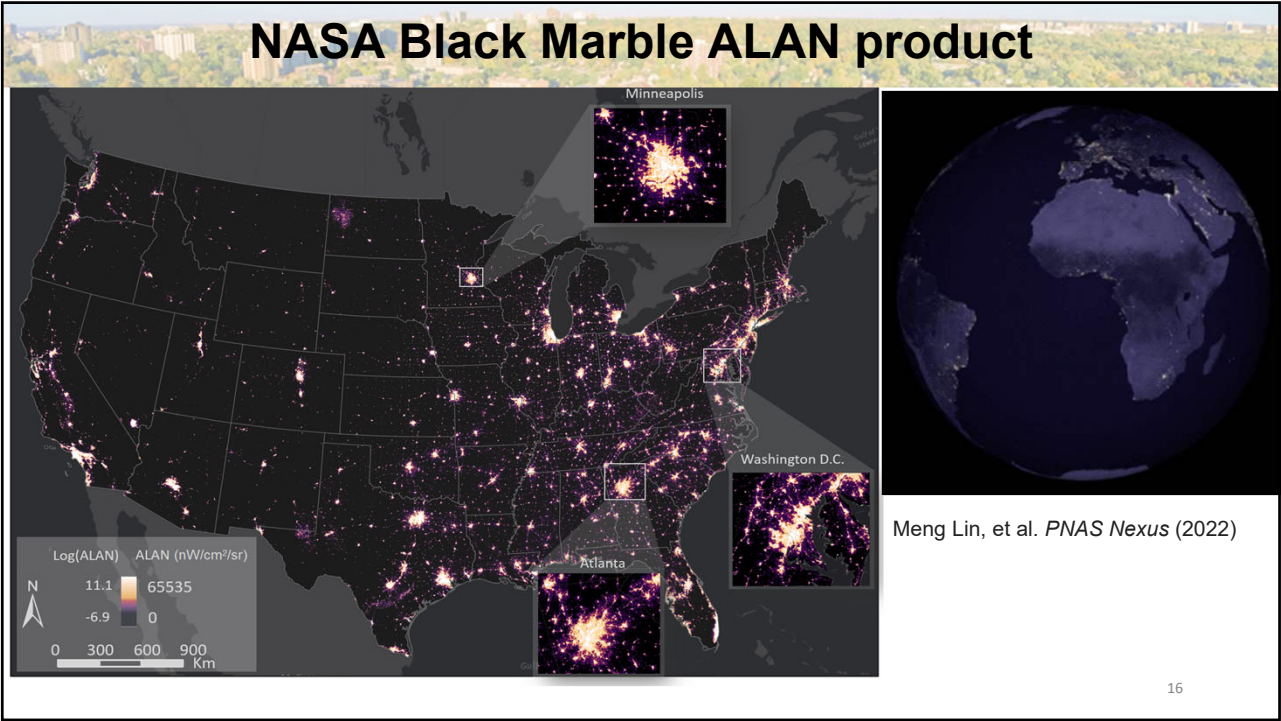 NASA Black Marble ALAN product
Minneapolis
Washington D.C.
Atlanta
Log(ALAN) ALAN (nW/cm²/sr)
11.1 65535
-6.9 0
N
0 300 600 900
Km
Meng Lin, et al. PNAS Nexus (2022)
16